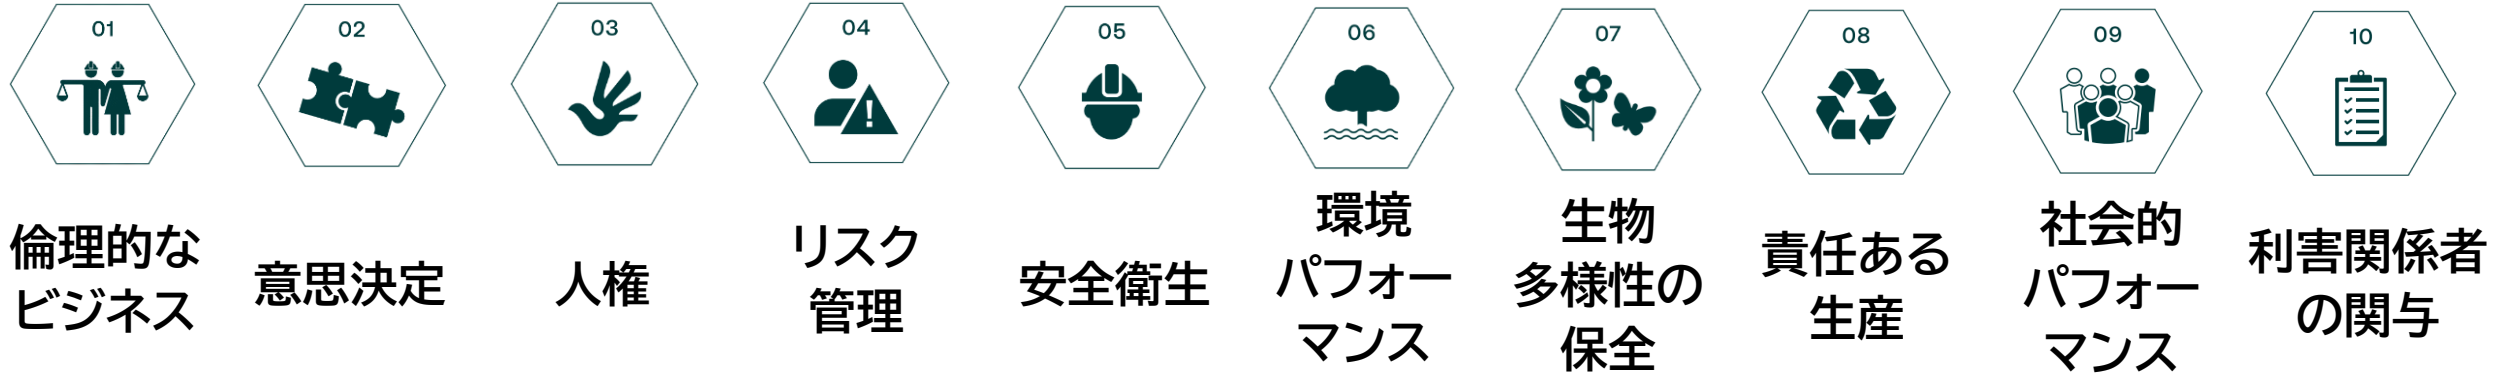 01
倫理的な
ビジネス
02
意思決定
03
人権
04
リスク
管理
05
安全衛生
06
環境
パフォー
マンス
07
生物
多様性の
保全
08
責任ある
生産
09
社会的
パフォー
マンス
10
利害関係者
の関与